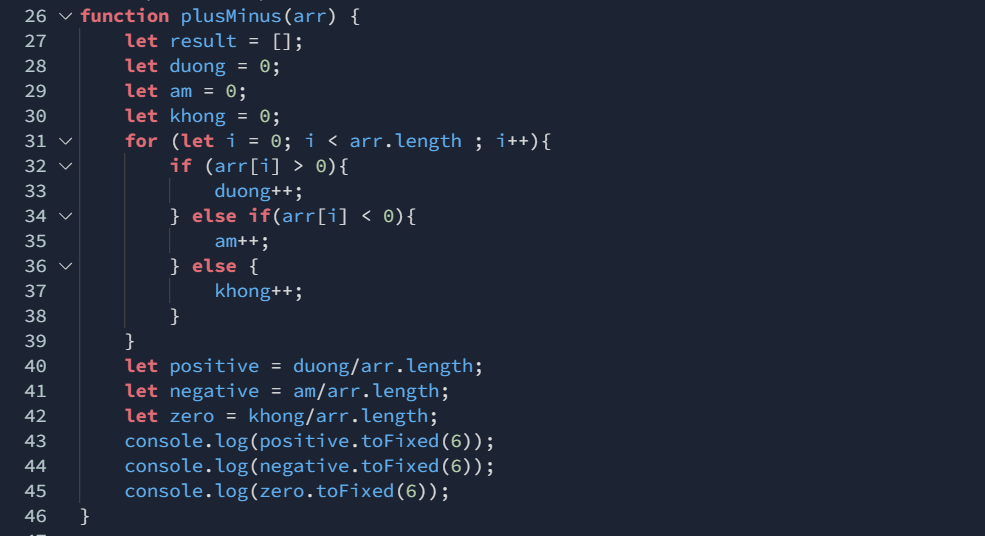 26 function plusMinus(arr) {
27     let result = [];
28     let duong = 0;
29     let am = 0;
30     let khong = 0;
31     for (let i = 0; i < arr.length ; i++){
32         if (arr[i] > 0){
33             duong++;
34         } else if(arr[i] < 0){
35             am++;
36         } else {
37             khong++;
38         }
39     }
40     let positive = duong/arr.length;
41     let negative = am/arr.length;
42     let zero = khong/arr.length;
43     console.log(positive.toFixed(6));
44     console.log(negative.toFixed(6));
45     console.log(zero.toFixed(6));
46 }